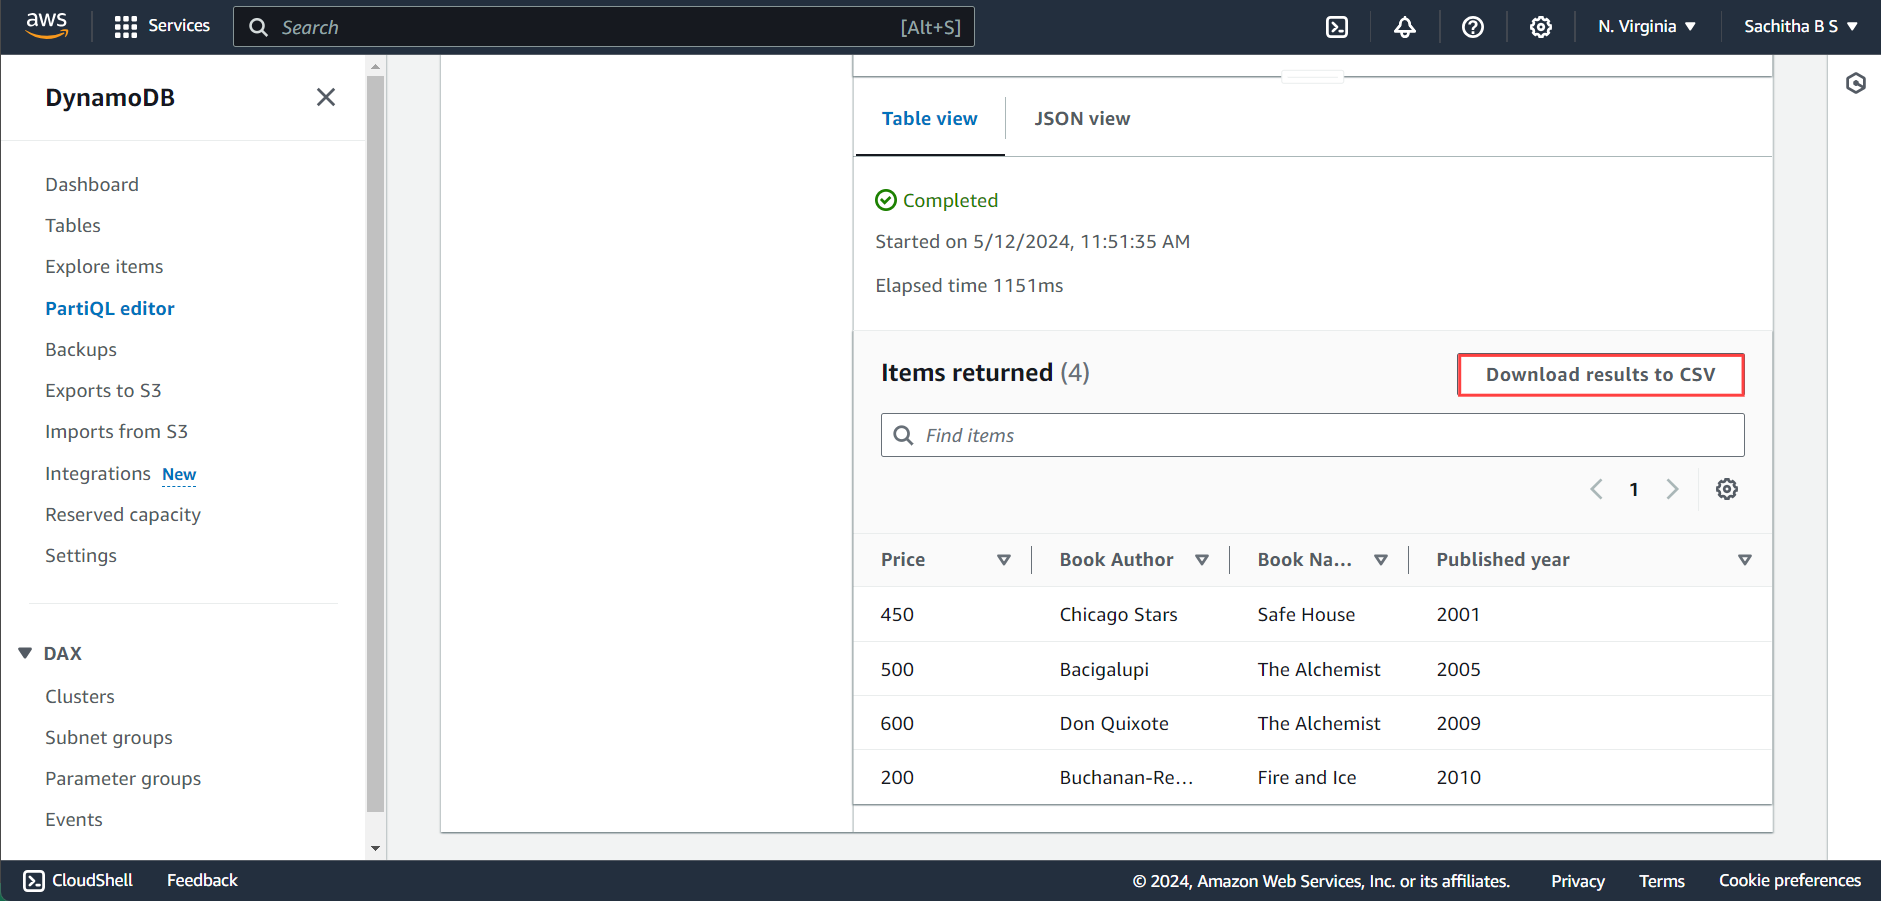 aws Services Search [Alt+S] N. Virginia Sachitha B S
DynamoDB
Dashboard
Tables
Explore items
PartiQL editor
Backups
Exports to S3
Imports from S3
Integrations New
Reserved capacity
Settings
DAX
Clusters
Subnet groups
Parameter groups
Events
Table view JSON view
Completed
Started on 5/12/2024, 11:51:35 AM
Elapsed time 1151ms
Items returned (4) Download results to CSV
Find items
1
Price Book Author Book Na... Published year
450 Chicago Stars Safe House 2001
500 Bacigalupi The Alchemist 2005
600 Don Quixote The Alchemist 2009
200 Buchanan-Re... Fire and Ice 2010
CloudShell Feedback © 2024, Amazon Web Services, Inc. or its affiliates. Privacy Terms Cookie preferences